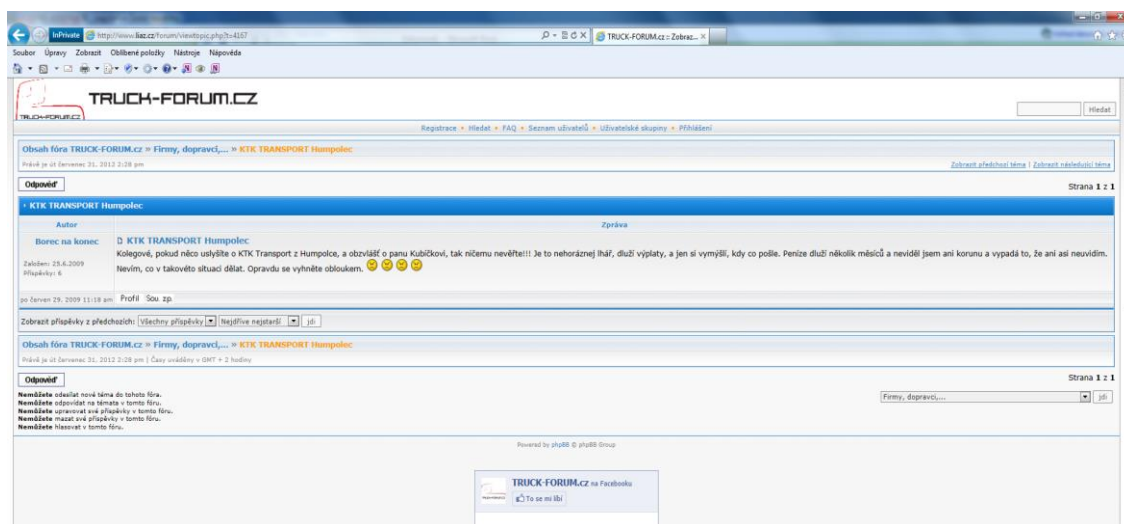 InPrivate http://www.liaz.cz/forum/viewtopic.php?t=4167
TRUCK-FORUM.cz :: Zobraz...
Soubor Úpravy Zobrazit Oblíbené položky Nástroje Nápověda
TRUCK-FORUM.CZ
TRUCK-FORUM.CZ
Hledat
Registrace • Hledat • FAQ • Seznam uživatelů • Uživatelské skupiny • Přihlášení
Obsah fóra TRUCK-FORUM.cz » Firmy, dopravci,... » KTK TRANSPORT Humpolec
Právě je út červenec 31, 2012 2:28 pm
Zobrazit předchozí téma | Zobrazit následující téma
Odpověď
Strana 1 z 1
KTK TRANSPORT Humpolec
Autor Zpráva
Borec na konec
Založen: 25.6.2009
Příspěvky: 6
KTK TRANSPORT Humpolec
Kolegové, pokud něco uslyšíte o KTK Transport z Humpolce, a obzvlášť o panu Kubíčkovi, tak ničemu nevěřte!!! Je to nehoráznej lhář, dluží výplaty, a jen si vymýšlí, kdy co pošle. Peníze dluží několik měsíců a neviděl jsem ani korunu a vypadá to, že ani asi neuvidím.
Nevím, co v takovéto situaci dělat. Opravdu se vyhněte obloukem.
po červen 29, 2009 11:18 am Profil Sou. zp.
Zobrazit příspěvky z předchozích: Všechny příspěvky Nejdříve nejstarší jdi
Obsah fóra TRUCK-FORUM.cz » Firmy, dopravci,... » KTK TRANSPORT Humpolec
Právě je út červenec 31, 2012 2:28 pm | Časy uváděny v GMT + 2 hodiny
Odpověď
Strana 1 z 1
Nemůžete odesílat nové téma do tohoto fóra.
Nemůžete odpovídat na témata v tomto fóru.
Nemůžete upravovat své příspěvky v tomto fóru.
Nemůžete mazat své příspěvky v tomto fóru.
Nemůžete hlasovat v tomto fóru.
Firmy, dopravci,... jdi
Powered by phpBB © phpBB Group
TRUCK-FORUM.cz na Facebooku
To se mi líbí